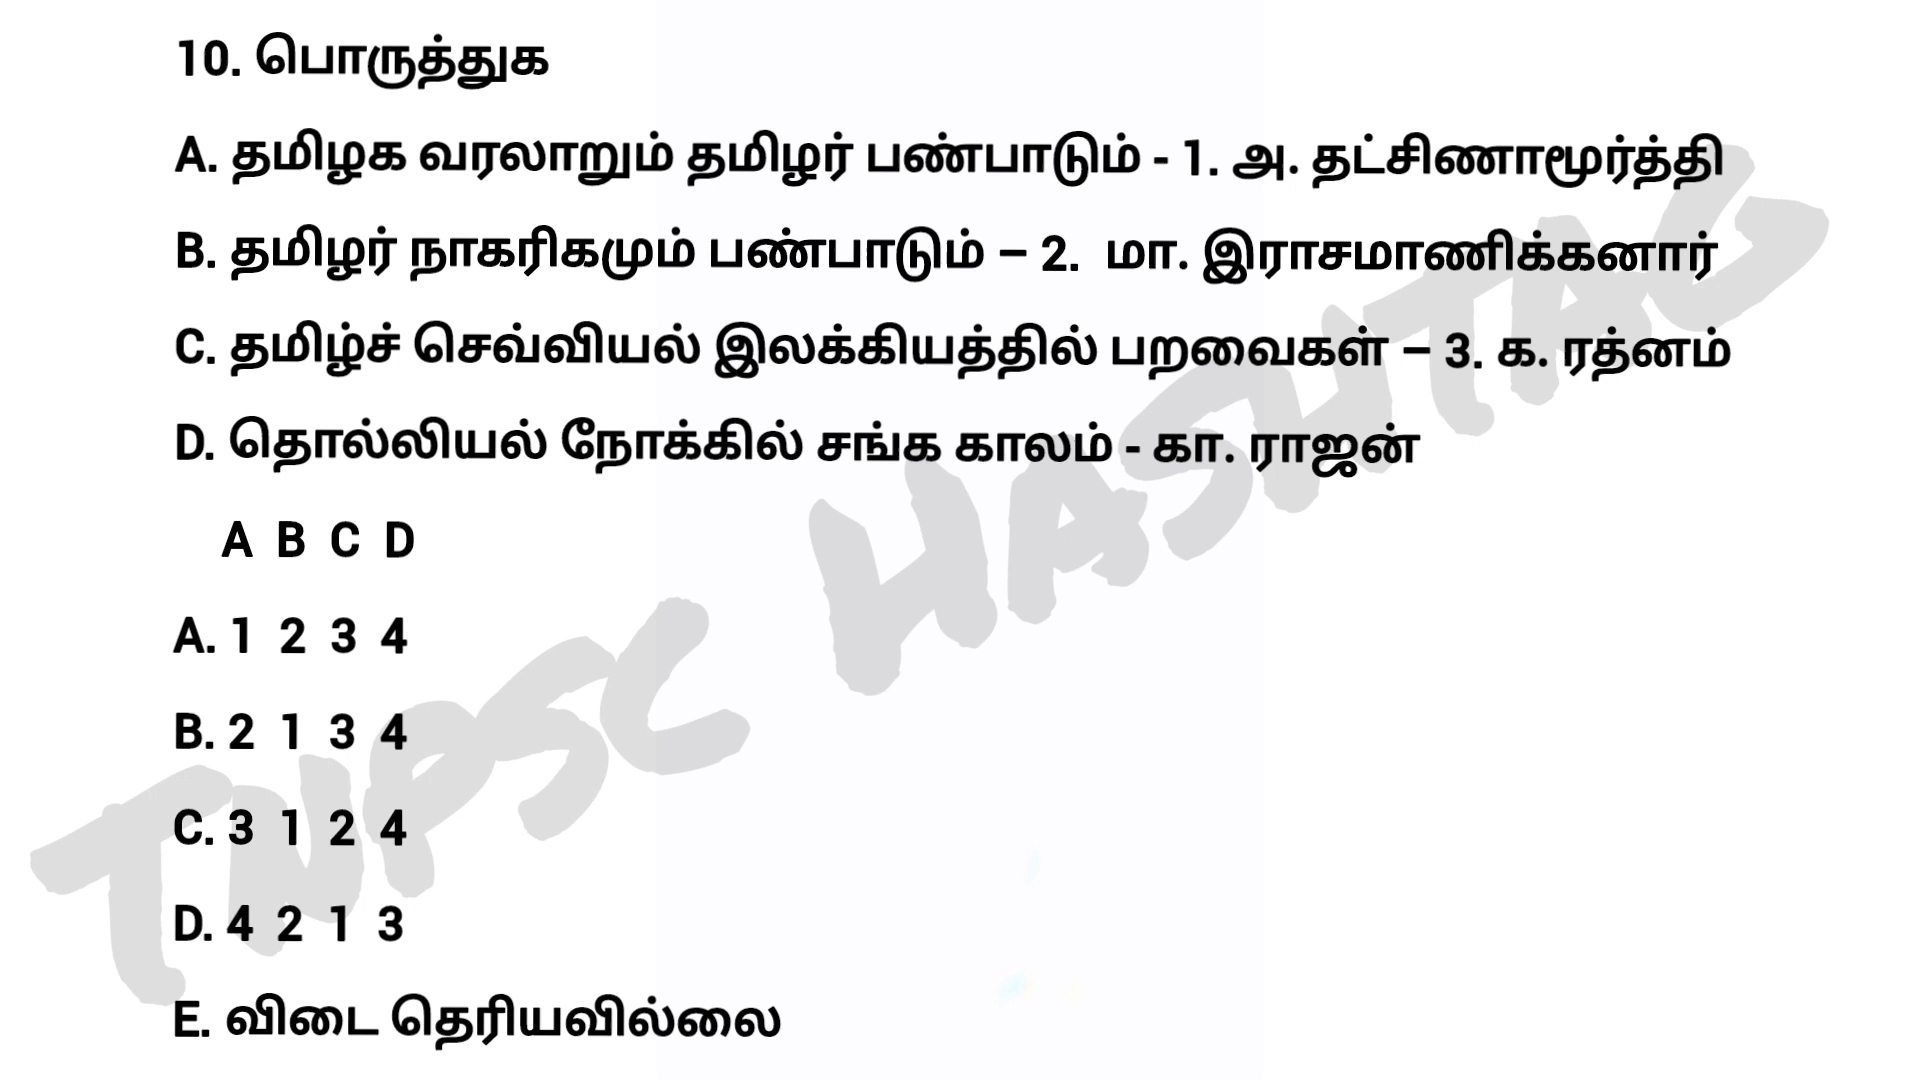 10. பொருத்துக
A. தமிழக வரலாறும் தமிழர் பண்பாடும் - 1. அ. தட்சிணாமூர்த்தி
B. தமிழர் நாகரிகமும் பண்பாடும் – 2. மா. இராசமாணிக்கனார்
C. தமிழ்ச் செவ்வியல் இலக்கியத்தில் பறவைகள் – 3. க. ரத்னம்
D. தொல்லியல் நோக்கில் சங்க காலம் - கா. ராஜன்
A B C D
A. 1 2 3 4
B. 2 1 3 4
C. 3 1 2 4
D. 4 2 1 3
E. விடை தெரியவில்லை
TNPSC HASHTAG